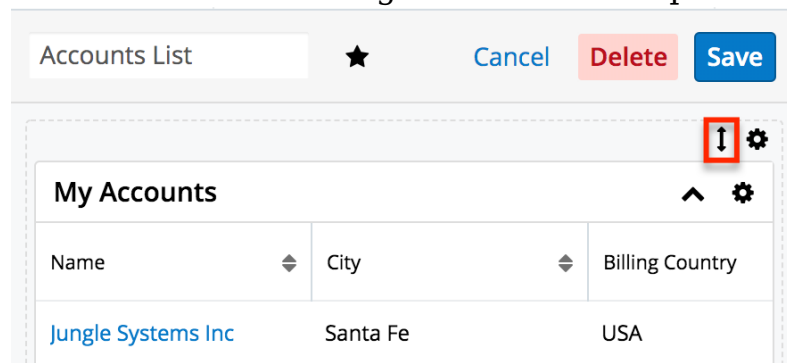 Accounts List Cancel Delete Save
My Accounts
Name City Billing Country
Jungle Systems Inc Santa Fe USA